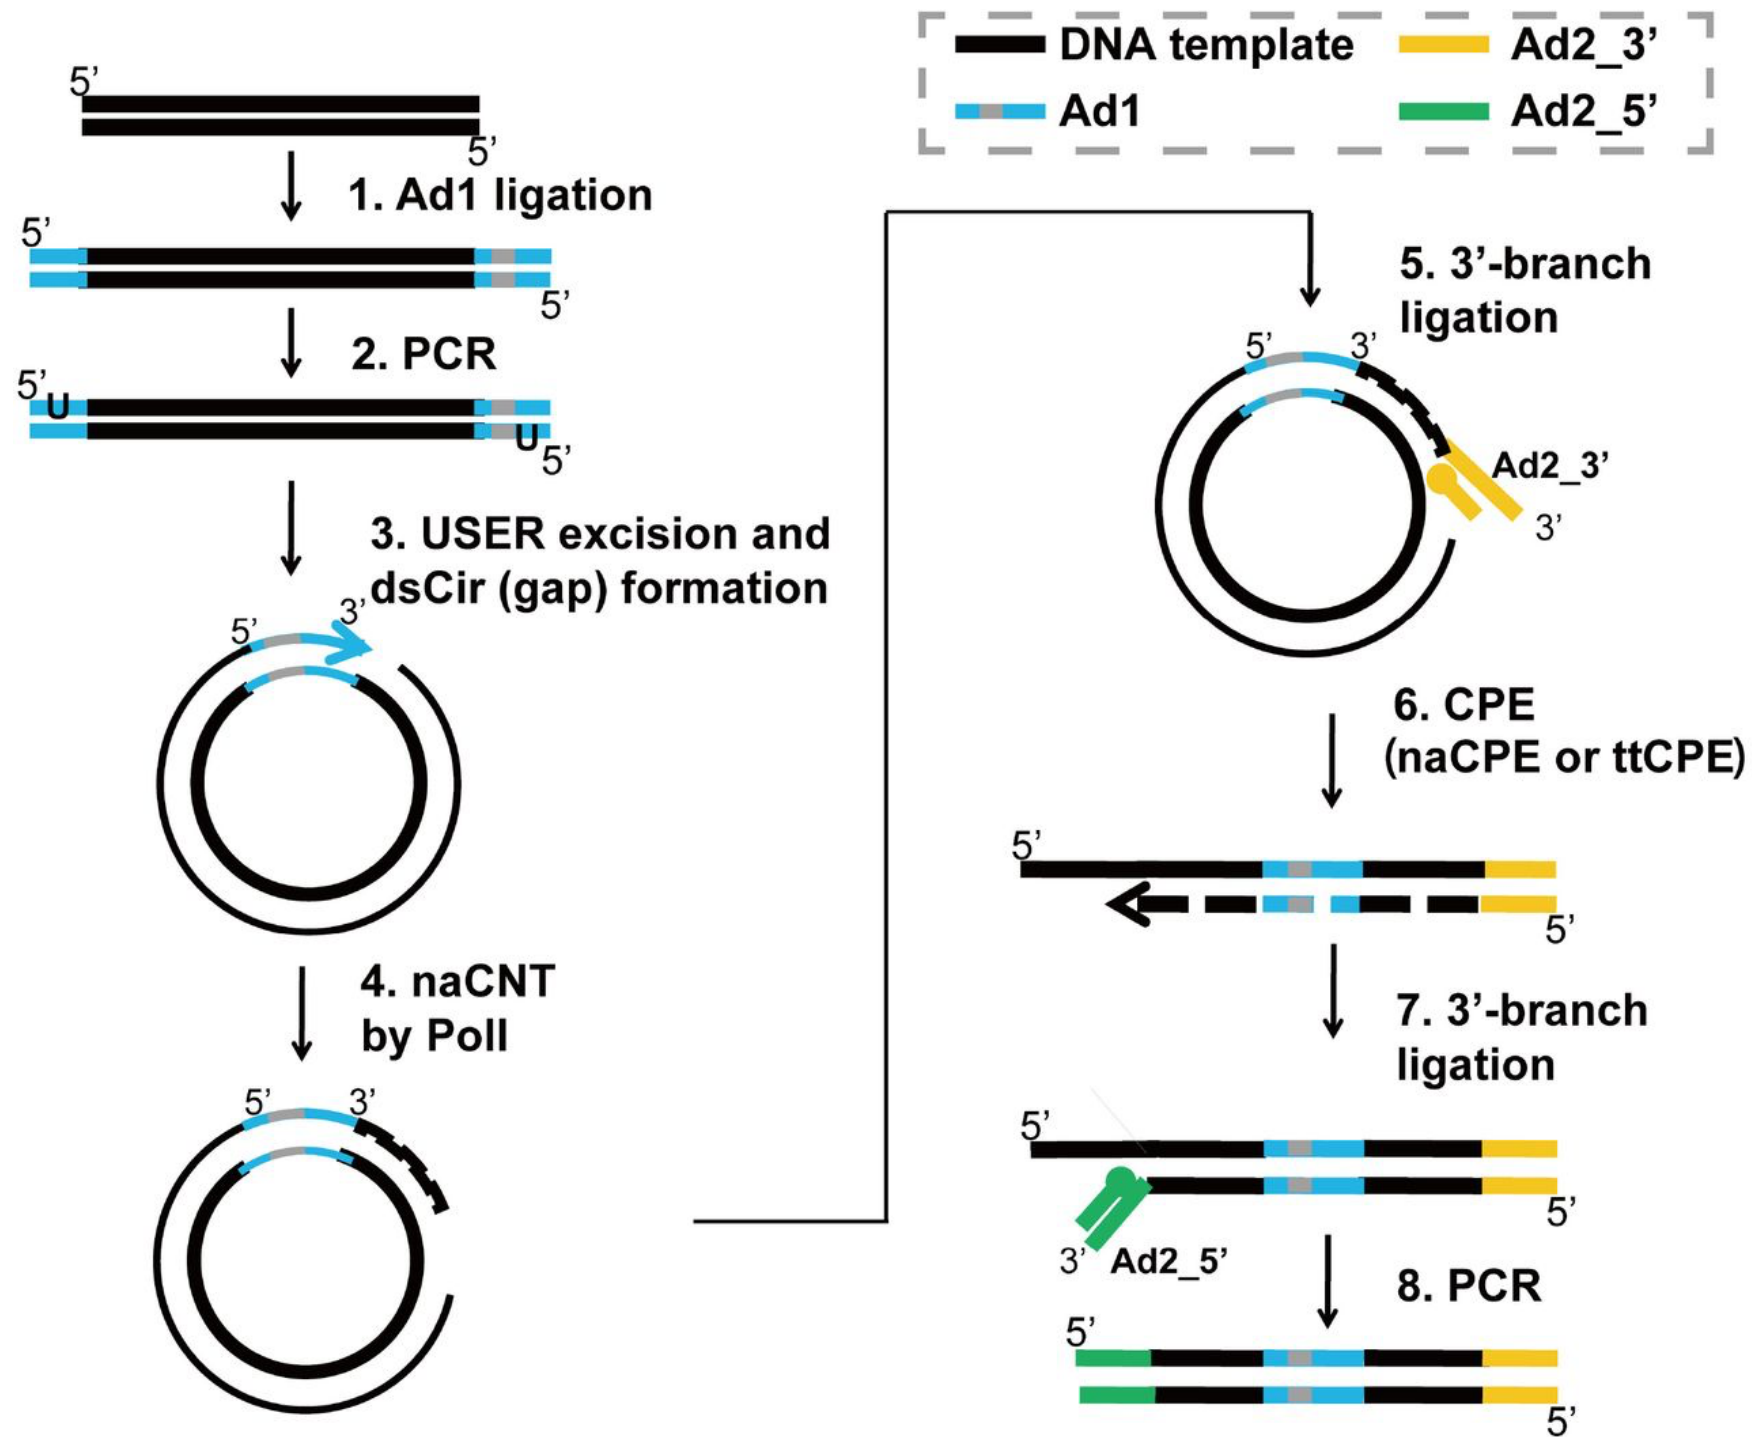 DNA template
Ad2_3’
Ad1
Ad2_5’
5’
5’
1. Ad1 ligation
5’
5’
2. PCR
5’
U
U
5’
3. USER excision and
dsCir (gap) formation
5’
3’
4. naCNT
by PolI
5’
3’
5. 3’-branch
ligation
5’
3’
Ad2_3’
3’
6. CPE
(naCPE or ttCPE)
5’
5’
7. 3’-branch
ligation
5’
5’
3’
Ad2_5’
8. PCR
5’
5’